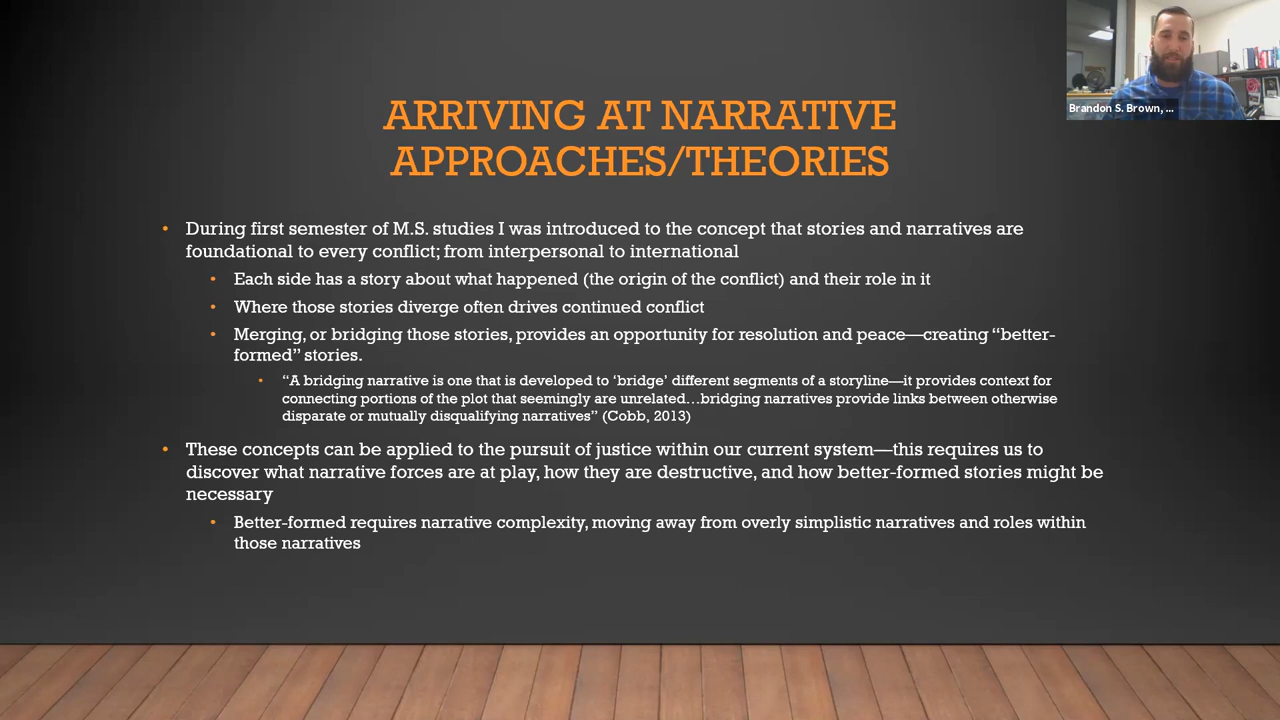 ARRIVING AT NARRATIVE
APPROACHES/THEORIES
Brandon S. Brown, ...
• During first semester of M.S. studies I was introduced to the concept that stories and narratives are
foundational to every conflict; from interpersonal to international
• Each side has a story about what happened (the origin of the conflict) and their role in it
• Where those stories diverge often drives continued conflict
• Merging, or bridging those stories, provides an opportunity for resolution and peace—creating “better-
formed” stories.
• “A bridging narrative is one that is developed to ‘bridge’ different segments of a storyline—it provides context for
connecting portions of the plot that seemingly are unrelated…bridging narratives provide links between otherwise
disparate or mutually disqualifying narratives” (Cobb, 2013)
• These concepts can be applied to the pursuit of justice within our current system—this requires us to
discover what narrative forces are at play, how they are destructive, and how better-formed stories might be
necessary
• Better-formed requires narrative complexity, moving away from overly simplistic narratives and roles within
those narratives